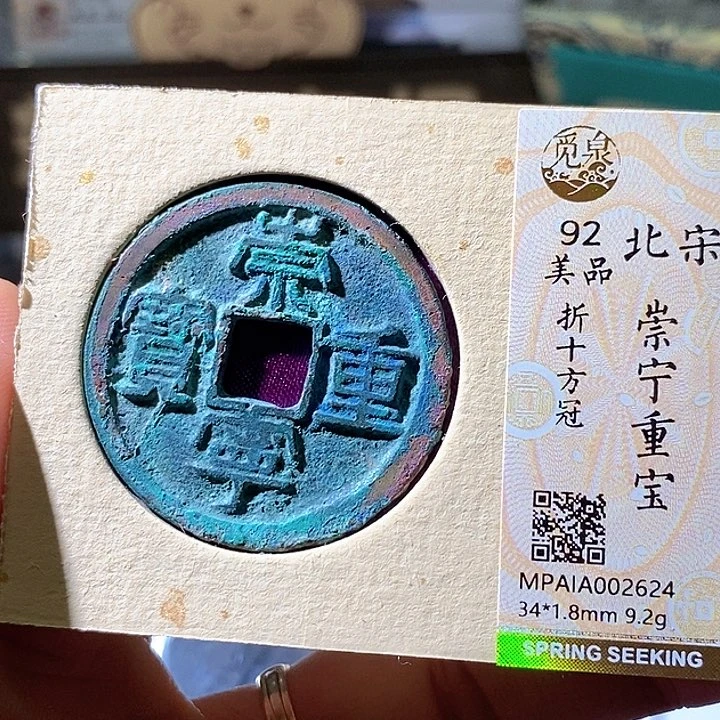 崇
寧
重
寶
觅泉
92
美品
折十方冠
北宋
崇宁重宝
MPAIA002624
34*1.8mm 9.2g
SPRING SEEKING